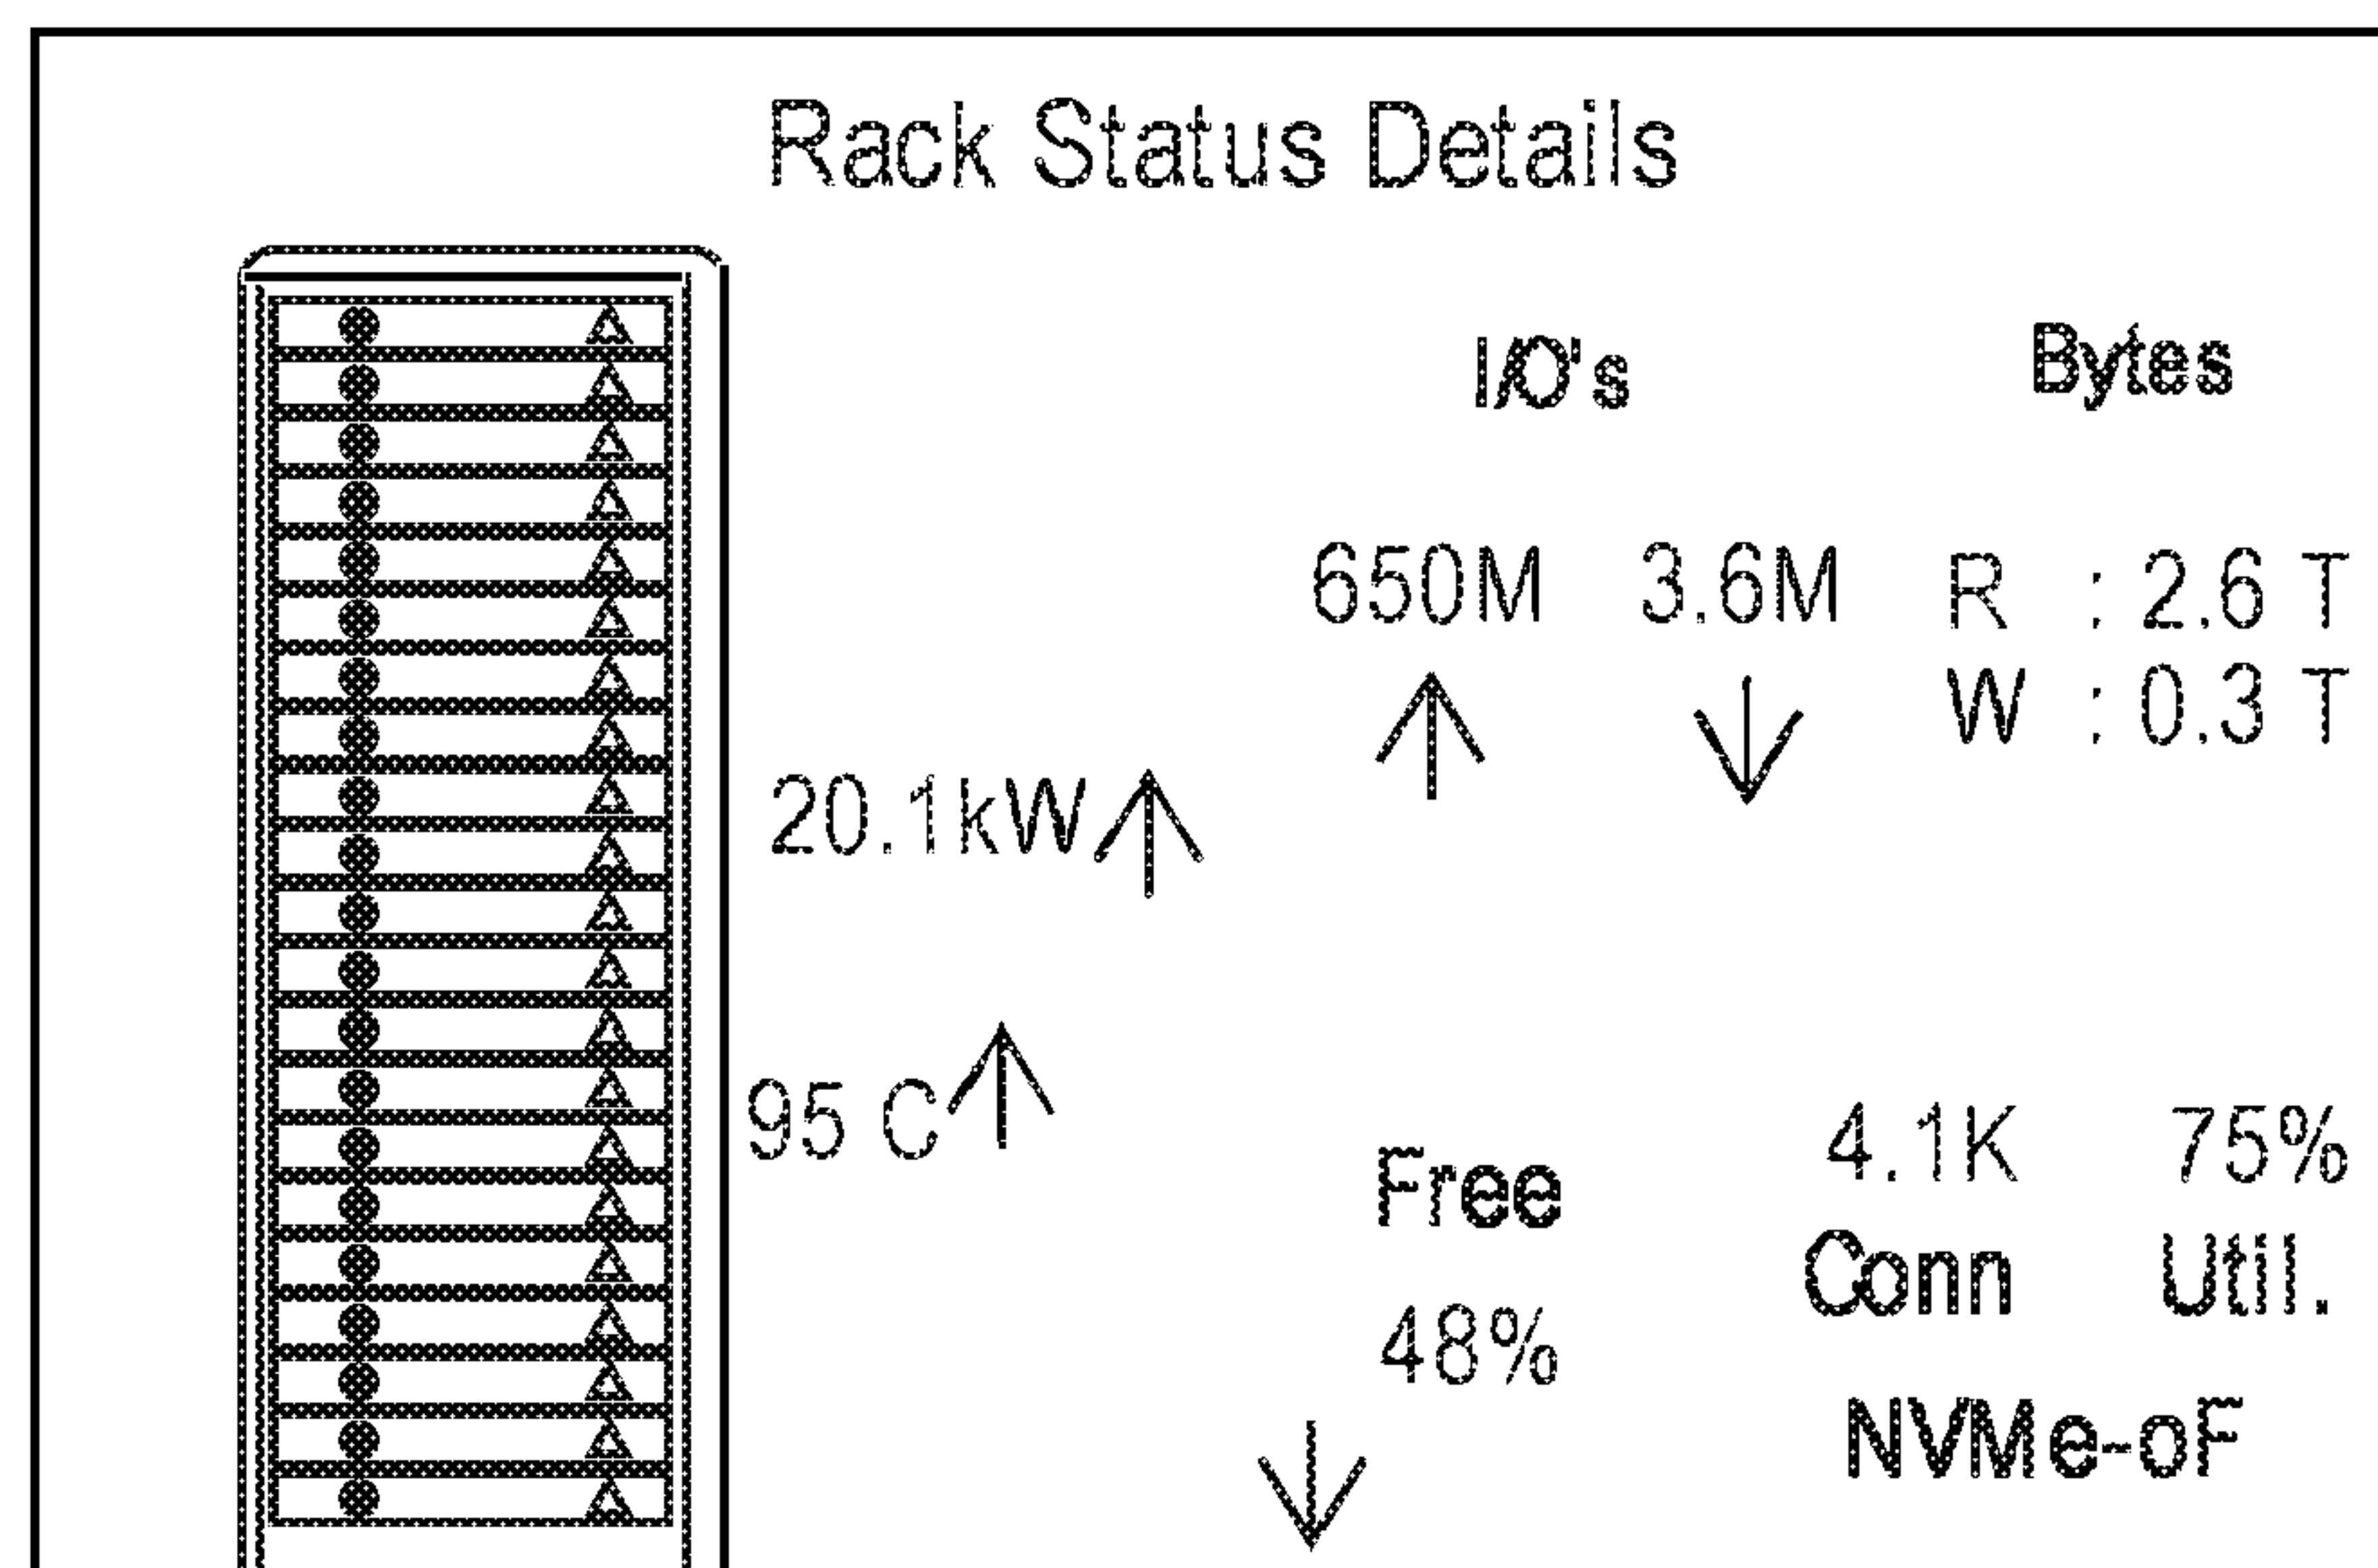 Rack Status Details
I/O's Bytes
650M 3.6M R : 2.6 T
W : 0.3 T
20.1kW
95 C
4.1K 75%
Free
Conn Util.
48%
NVMe-oF